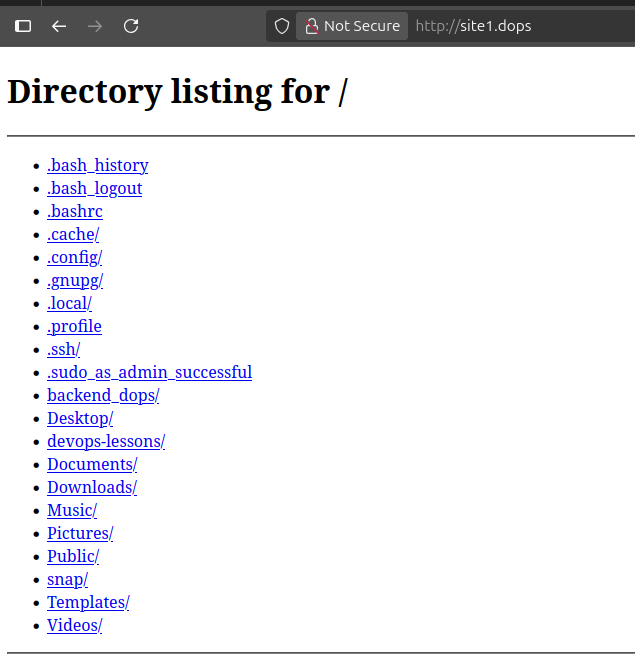 Not Secure http://site1.dops
Directory listing for /
.bash_history
.bash_logout
.bashrc
.cache/
.config/
.gnupg/
.local/
.profile
.ssh/
.sudo_as_admin_successful
backend_dops/
Desktop/
devops-lessons/
Documents/
Downloads/
Music/
Pictures/
Public/
snap/
Templates/
Videos/